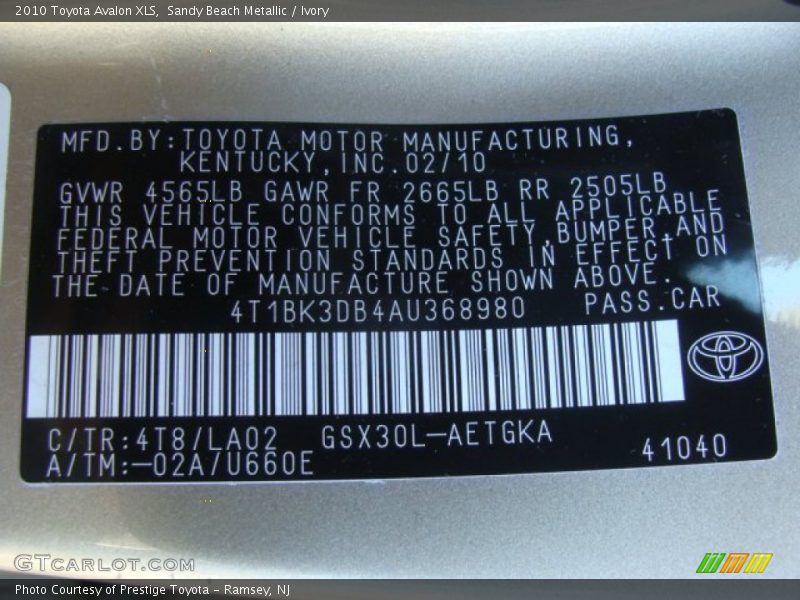 2010 Toyota Avalon XLS,  Sandy Beach Metallic / Ivory
MFD.BY:TOYOTA MOTOR MANUFACTURING,
KENTUCKY,INC.02/10
GVWR 4565LB GAWR FR 2665LB RR 2505LB
THIS VEHICLE CONFORMS TO ALL APPLICABLE
FEDERAL MOTOR VEHICLE SAFETY,BUMPER,AND
THEFT PREVENTION STANDARDS IN EFFECt ON
THE DATE OF MANUFACTURE SHOWN ABOVE.
4T1BK3DB4AU368980 PASS.CAR
C/TR:4T8/LA02 GSX30L-AETGKA
A/TM:-02A/U660E 41040
GTCARLOT.COM
Photo Courtesy of Prestige Toyota - Ramsey, NJ